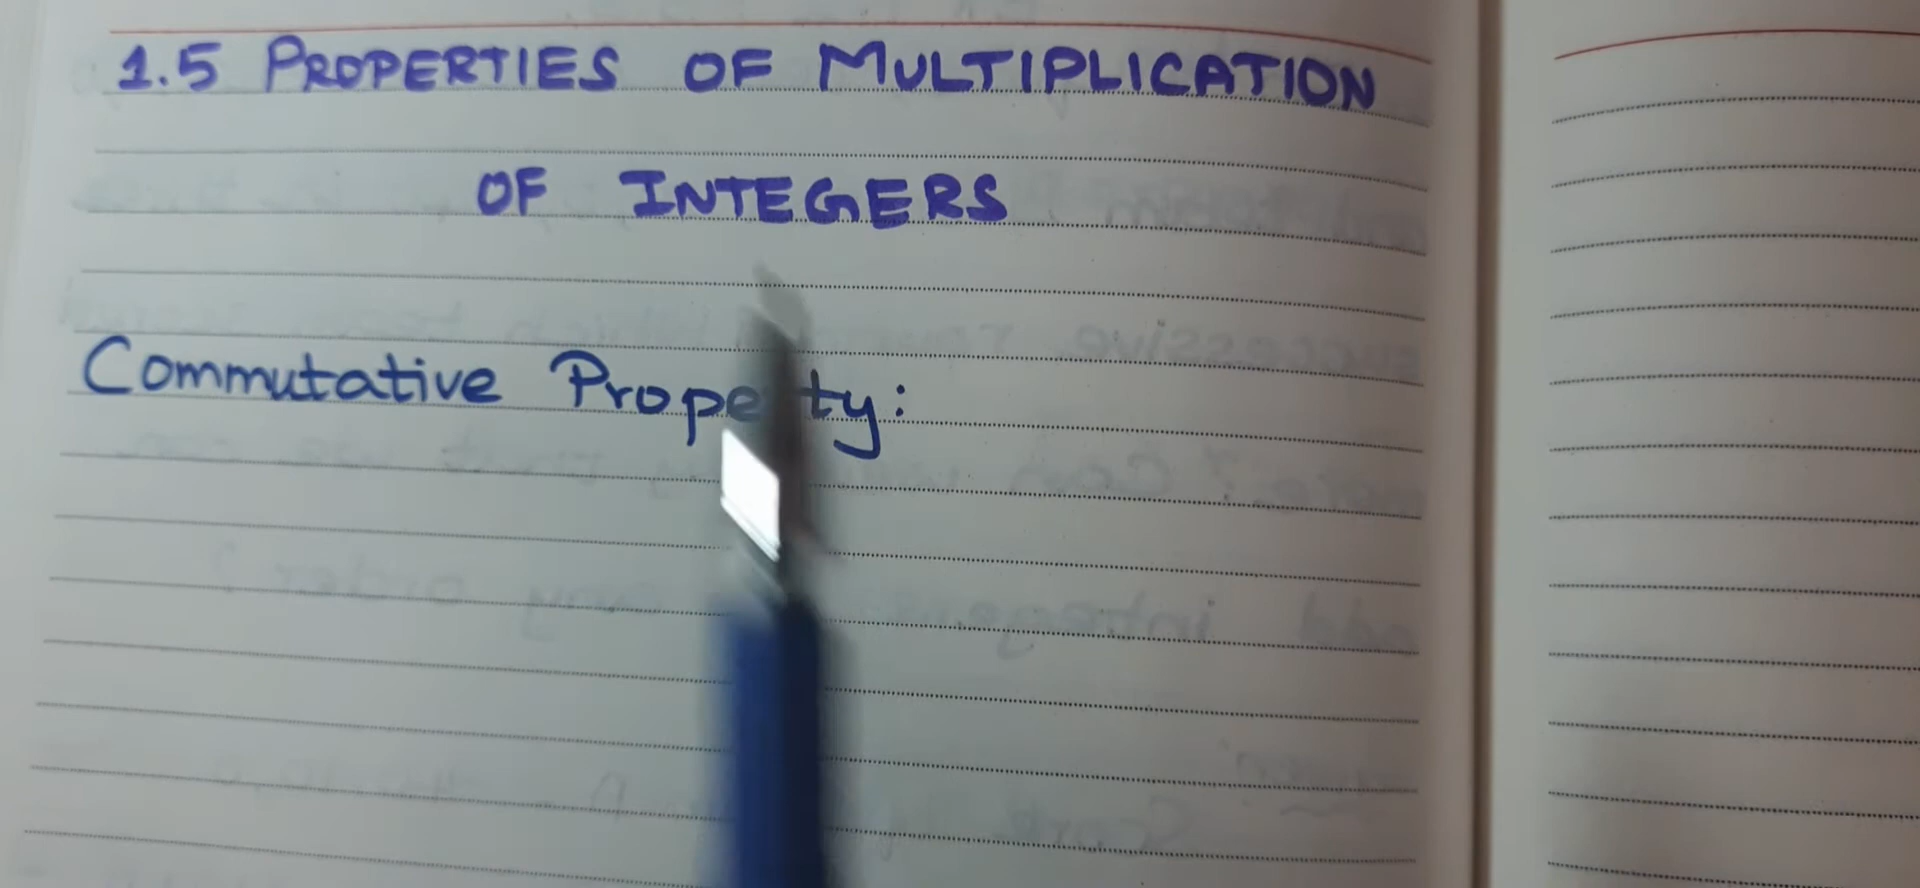 1.5 PROPERTIES OF MULTIPLICATION
OF INTEGERS
Commutative Property: